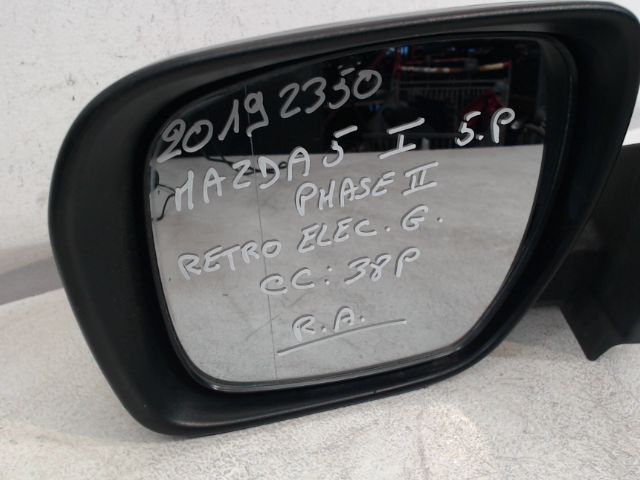 20192350
MAZDA 5 I 5.P.
PHASE II
RETRO ELEC. G.
CC: 38P
R.A.